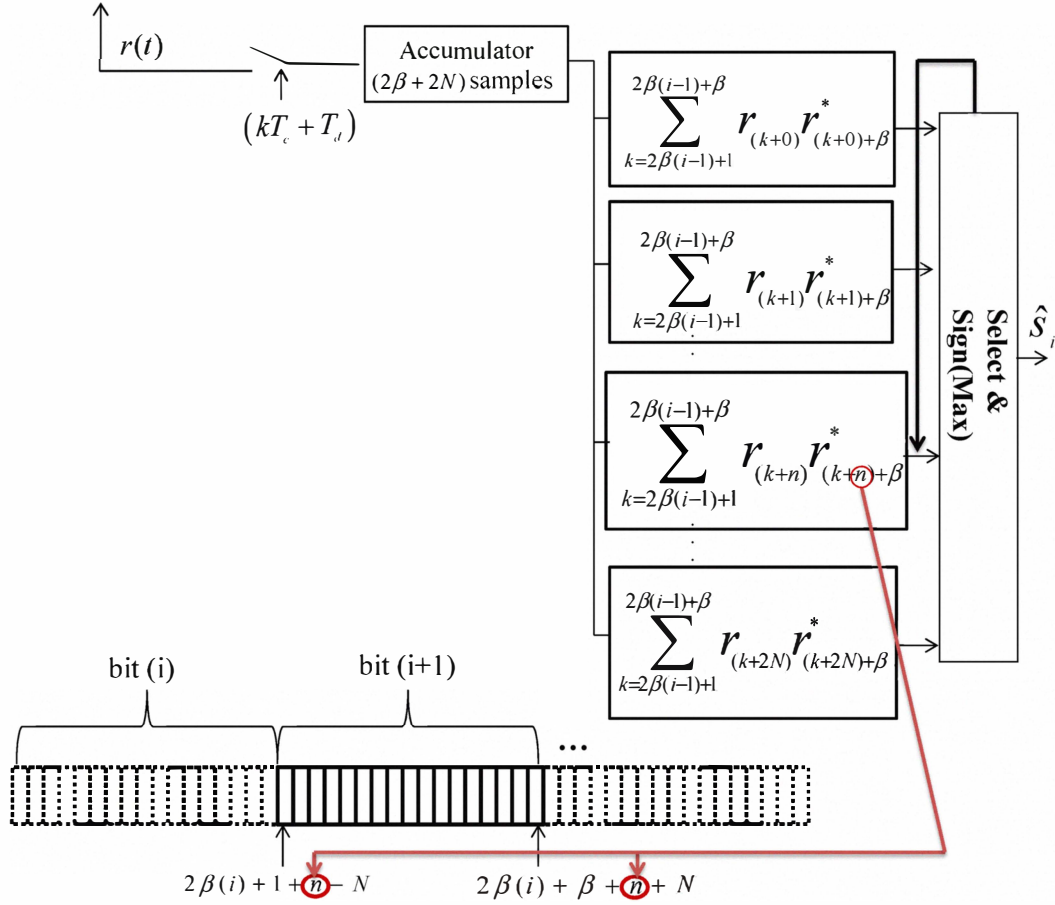 r(t)
(kT_c + T_d)
Accumulator
(2β + 2N) samples
2β(i−1)+β
∑ r_(k+0) r*_(k+0)+β
k=2β(i−1)+1
2β(i−1)+β
∑ r_(k+1) r*_(k+1)+β
k=2β(i−1)+1
2β(i−1)+β
∑ r_(k+n) r*_(k+n)+β
k=2β(i−1)+1
2β(i−1)+β
∑ r_(k+2N) r*_(k+2N)+β
k=2β(i−1)+1
Select &
Sign(Max)
ŝ_i
bit (i)
bit (i+1)
...
2β(i) + 1 + n − N
2β(i) + β + n + N